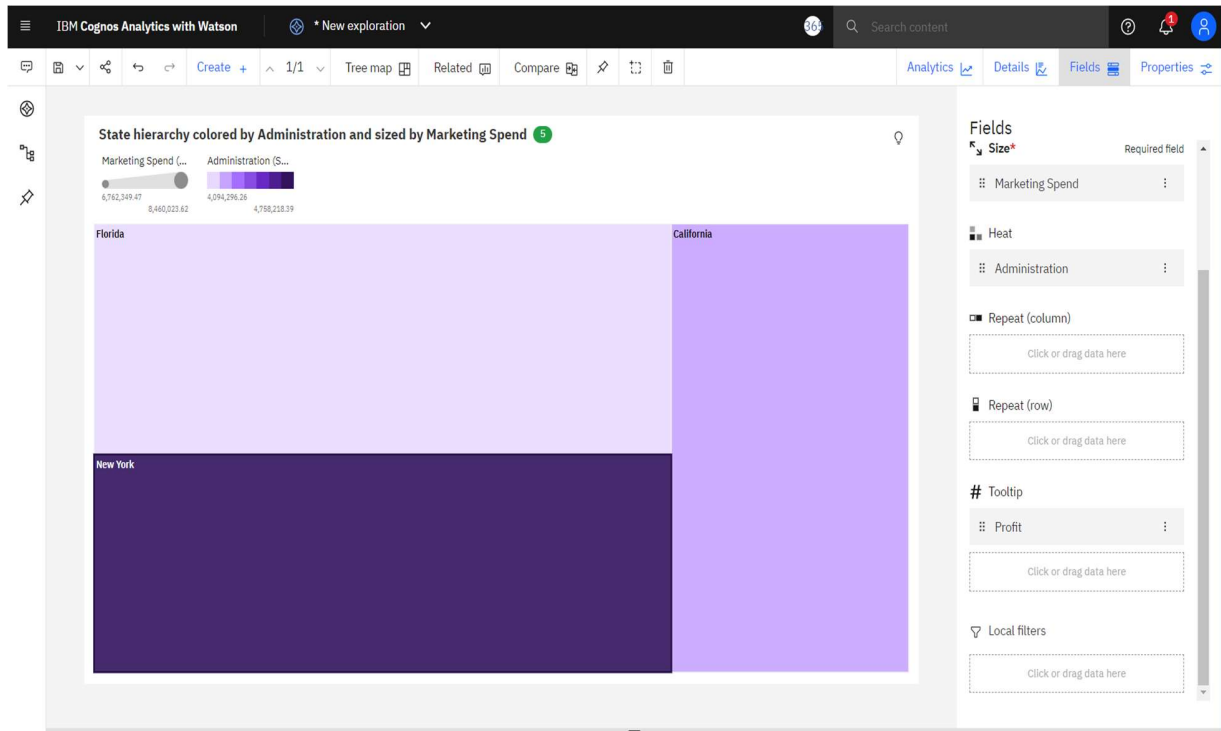 IBM Cognos Analytics with Watson
* New exploration
365
Search content
1
Create +
1/1
Tree map
Related
Compare
Analytics
Details
Fields
Properties
State hierarchy colored by Administration and sized by Marketing Spend 5
Marketing Spend (...
Administration (S...
6,762,349.47
8,460,023.62
4,094,296.26
4,758,218.39
Florida
California
New York
Fields
Size*
Required field
Marketing Spend
Heat
Administration
Repeat (column)
Click or drag data here
Repeat (row)
Click or drag data here
# Tooltip
Profit
Click or drag data here
Local filters
Click or drag data here